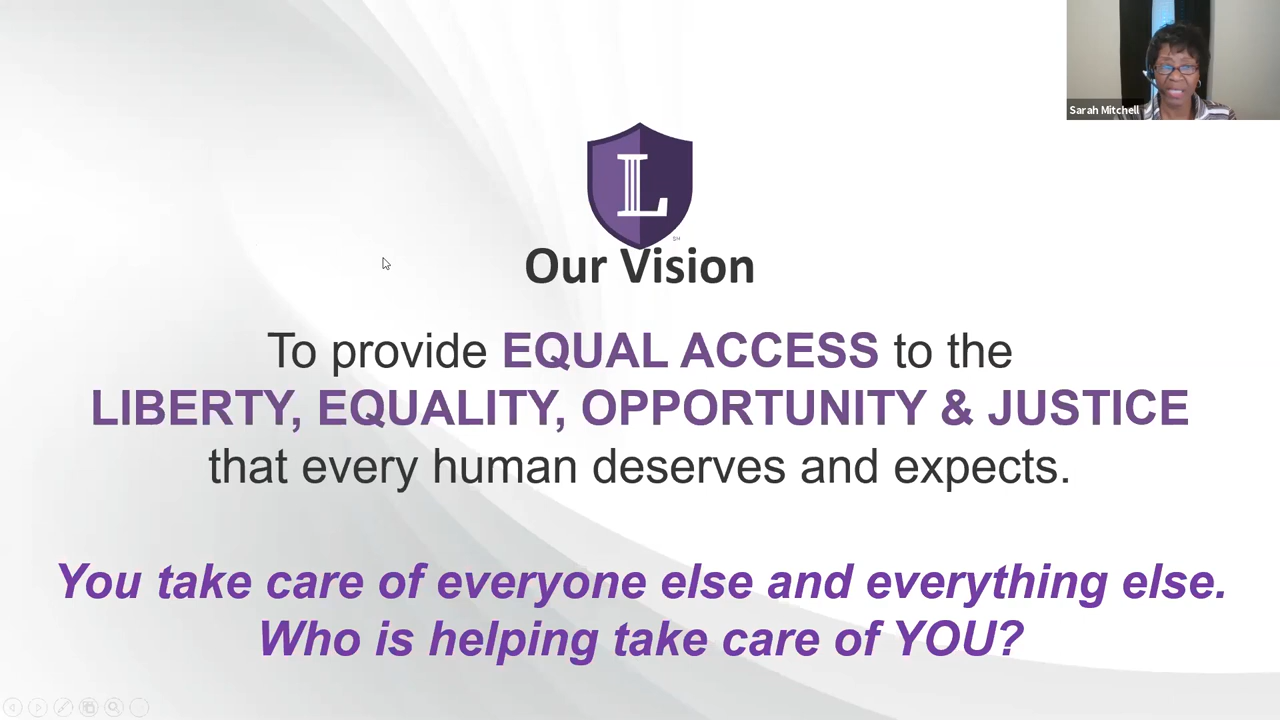 Sarah Mitchell
L
SM
Our Vision
To provide EQUAL ACCESS to the
LIBERTY, EQUALITY, OPPORTUNITY & JUSTICE
that every human deserves and expects.
You take care of everyone else and everything else.
Who is helping take care of YOU?